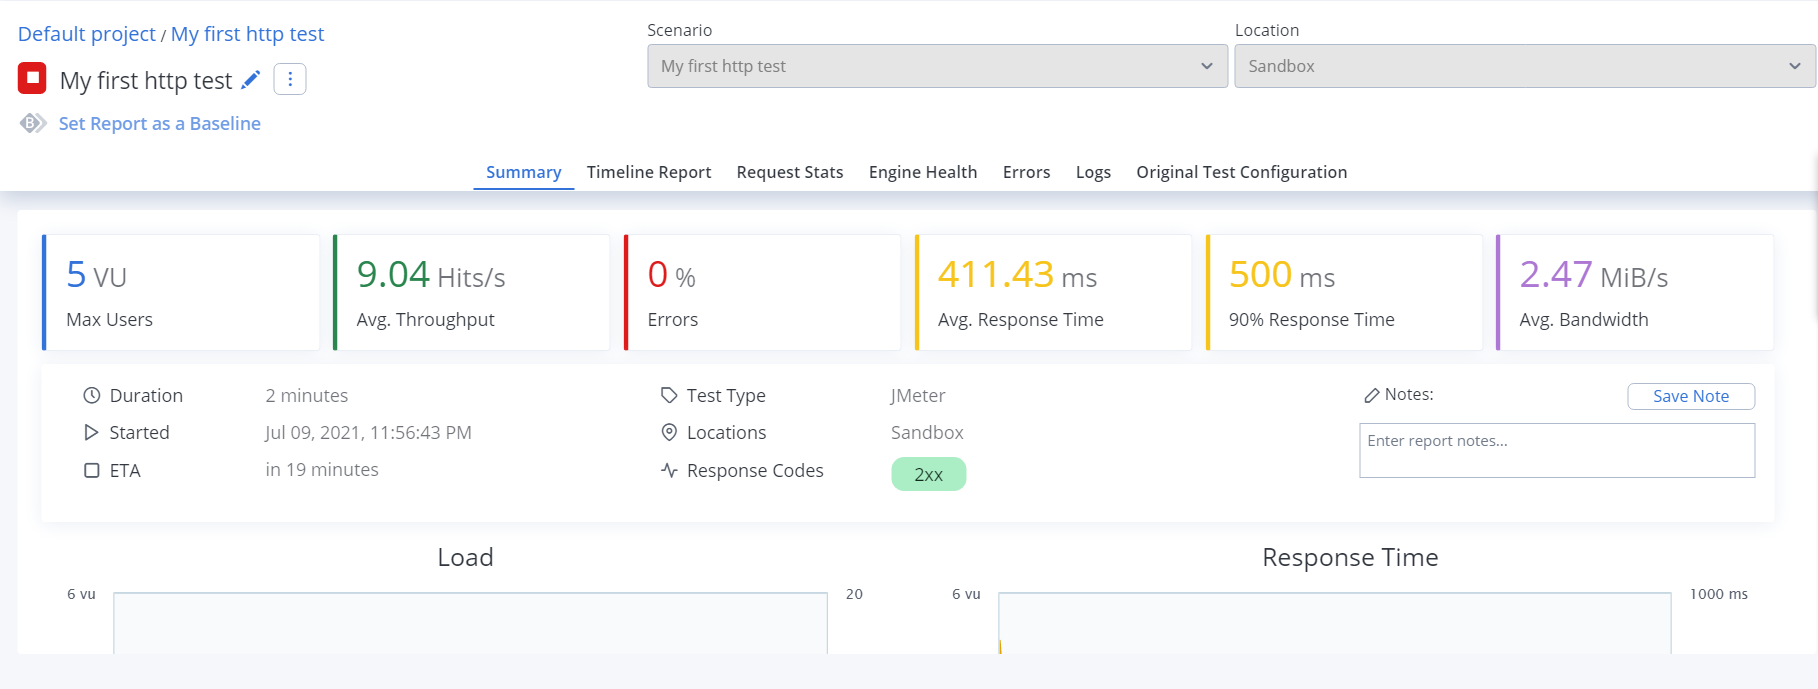 Default project / My first http test
My first http test
Set Report as a Baseline
Scenario
My first http test
Location
Sandbox
Summary Timeline Report Request Stats Engine Health Errors Logs Original Test Configuration
5 VU
Max Users
9.04 Hits/s
Avg. Throughput
0 %
Errors
411.43 ms
Avg. Response Time
500 ms
90% Response Time
2.47 MiB/s
Avg. Bandwidth
Duration 2 minutes
Started Jul 09, 2021, 11:56:43 PM
ETA in 19 minutes
Test Type JMeter
Locations Sandbox
Response Codes 2xx
Notes: Save Note
Enter report notes...
Load
6 vu 20
Response Time
6 vu 1000 ms